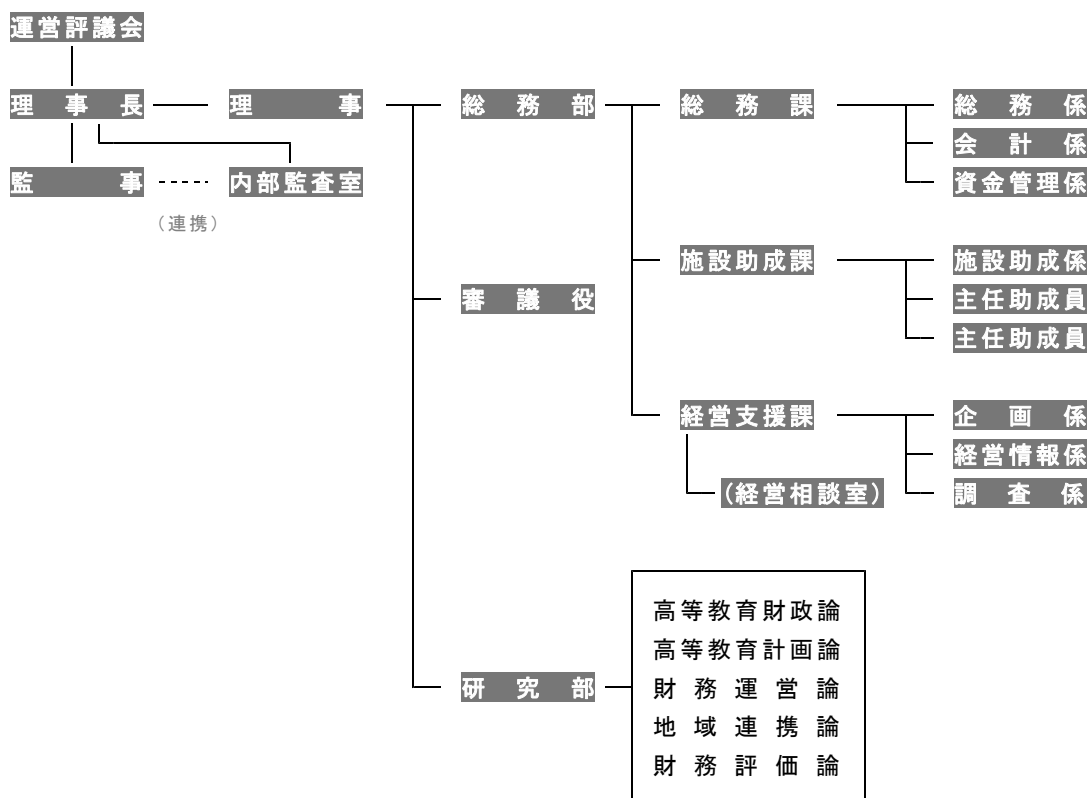 運営評議会
理事長
理事
総務部
総務課
総務係
会計係
監事
内部監査室
資金管理係
（連携）
施設助成課
施設助成係
審議役
主任助成員
主任助成員
経営支援課
企画係
経営情報係
（経営相談室）
調査係
高等教育財政論
高等教育計画論
研究部
財務運営論
地域連携論
財務評価論